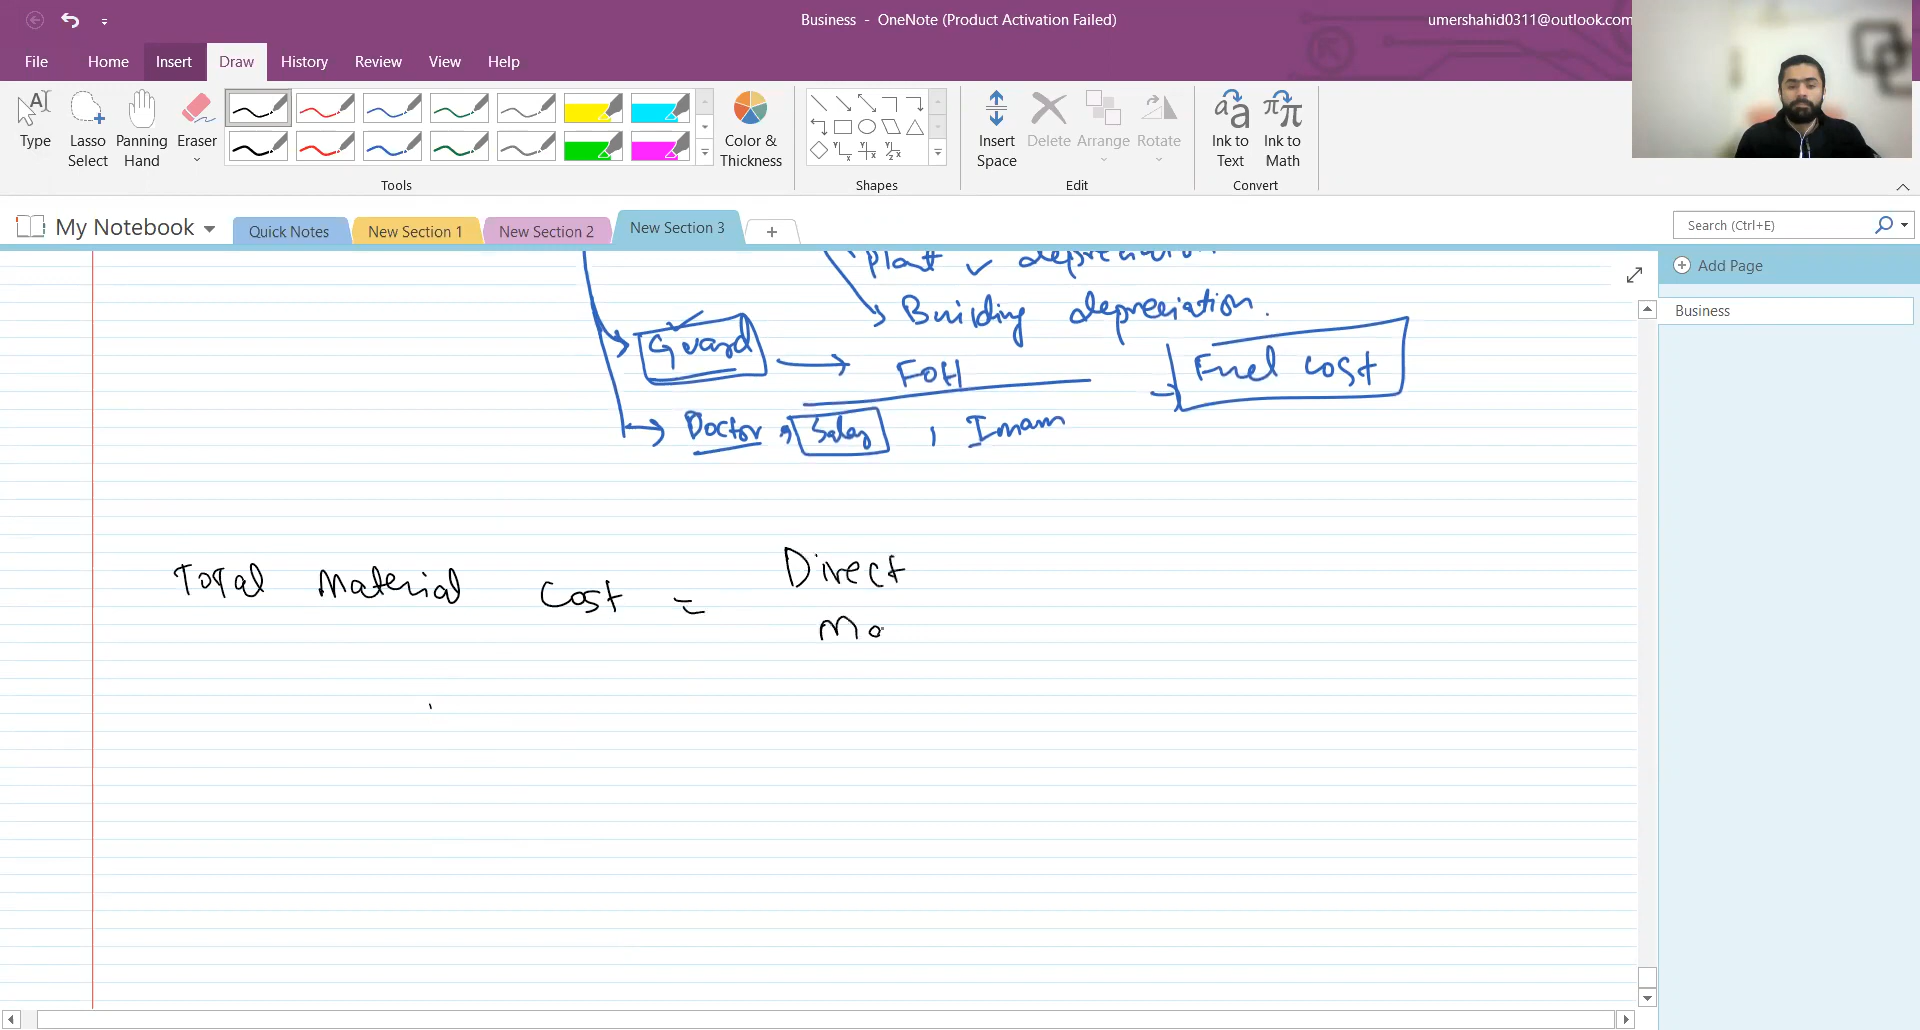 Business - OneNote (Product Activation Failed)
umershahid0311@outlook.com
File Home Insert Draw History Review View Help
Type
Lasso Select
Panning Hand
Eraser
Color & Thickness
Insert Space
Delete
Arrange
Rotate
Ink to Text
Ink to Math
Tools Shapes Edit Convert
My Notebook Quick Notes New Section 1 New Section 2 New Section 3
Search (Ctrl+E)
Add Page
Business
Plant depreciation
Building depreciation.
Guard FOH Fuel cost
Doctor, , Imam
Total Material Cost = Direct
Ma